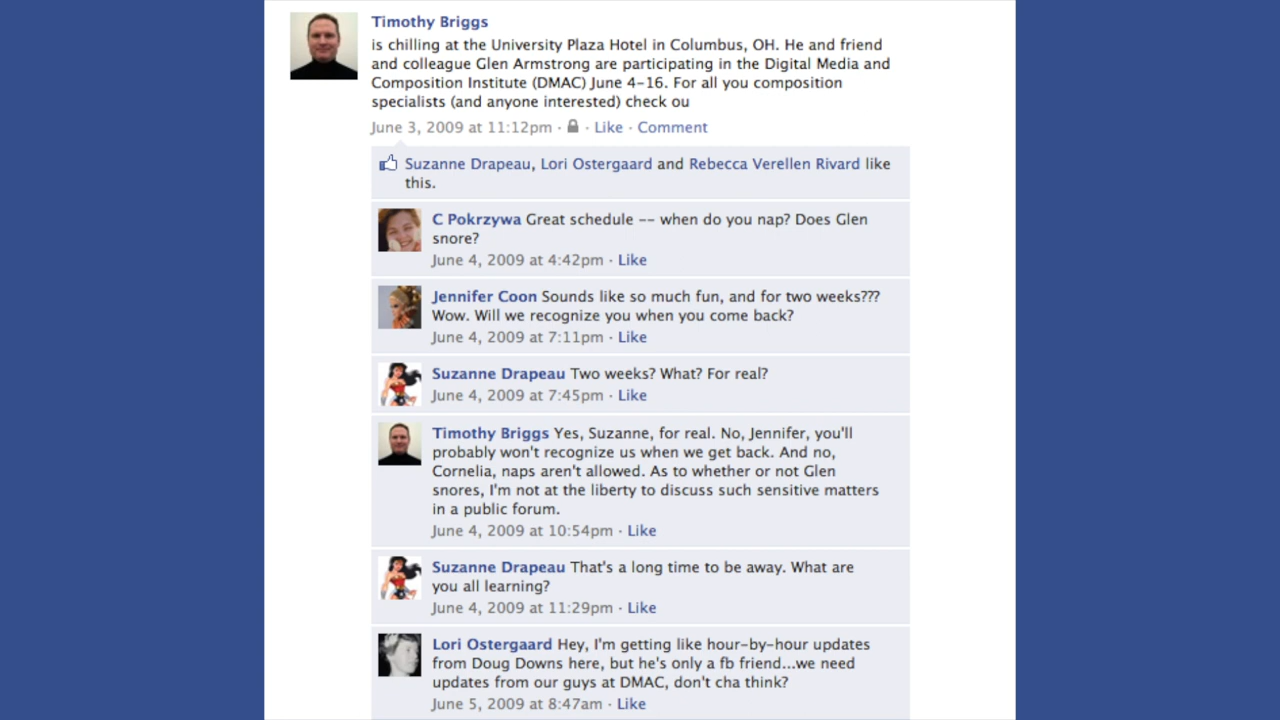 Timothy Briggs
is chilling at the University Plaza Hotel in Columbus, OH. He and friend
and colleague Glen Armstrong are participating in the Digital Media and
Composition Institute (DMAC) June 4-16. For all you composition
specialists (and anyone interested) check ou
June 3, 2009 at 11:12pm · Like · Comment
Suzanne Drapeau, Lori Ostergaard and Rebecca Verellen Rivard like
this.
C Pokrzywa Great schedule -- when do you nap? Does Glen
snore?
June 4, 2009 at 4:42pm · Like
Jennifer Coon Sounds like so much fun, and for two weeks???
Wow. Will we recognize you when you come back?
June 4, 2009 at 7:11pm · Like
Suzanne Drapeau Two weeks? What? For real?
June 4, 2009 at 7:45pm · Like
Timothy Briggs Yes, Suzanne, for real. No, Jennifer, you'll
probably won't recognize us when we get back. And no,
Cornelia, naps aren't allowed. As to whether or not Glen
snores, I'm not at the liberty to discuss such sensitive matters
in a public forum.
June 4, 2009 at 10:54pm · Like
Suzanne Drapeau That's a long time to be away. What are
you all learning?
June 4, 2009 at 11:29pm · Like
Lori Ostergaard Hey, I'm getting like hour-by-hour updates
from Doug Downs here, but he's only a fb friend...we need
updates from our guys at DMAC, don't cha think?
June 5, 2009 at 8:47am · Like